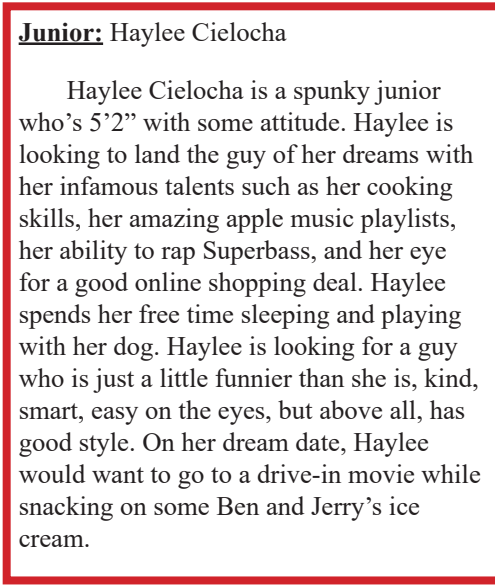 Junior: Haylee Cielocha
Haylee Cielocha is a spunky junior
who’s 5’2” with some attitude. Haylee is
looking to land the guy of her dreams with
her infamous talents such as her cooking
skills, her amazing apple music playlists,
her ability to rap Superbass, and her eye
for a good online shopping deal. Haylee
spends her free time sleeping and playing
with her dog. Haylee is looking for a guy
who is just a little funnier than she is, kind,
smart, easy on the eyes, but above all, has
good style. On her dream date, Haylee
would want to go to a drive-in movie while
snacking on some Ben and Jerry’s ice
cream.